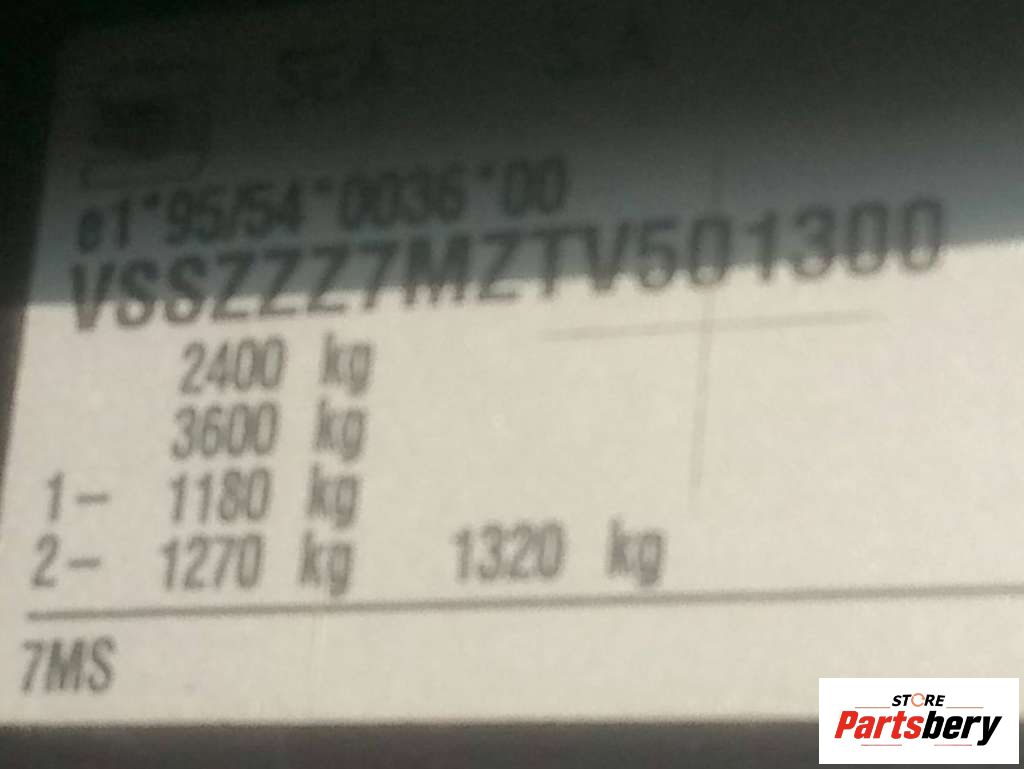 SEAT S.A.
e1*95/54*0036*00
VSSZZZ7MZTV501300
2400 kg
3600 kg
1- 1180 kg
2- 1270 kg 1320 kg
7MS
STORE
Partsbery